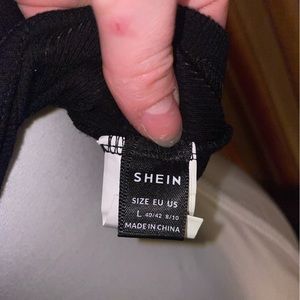 SHEIN
SIZE EU US
L 40/42 8/10
MADE IN CHINA